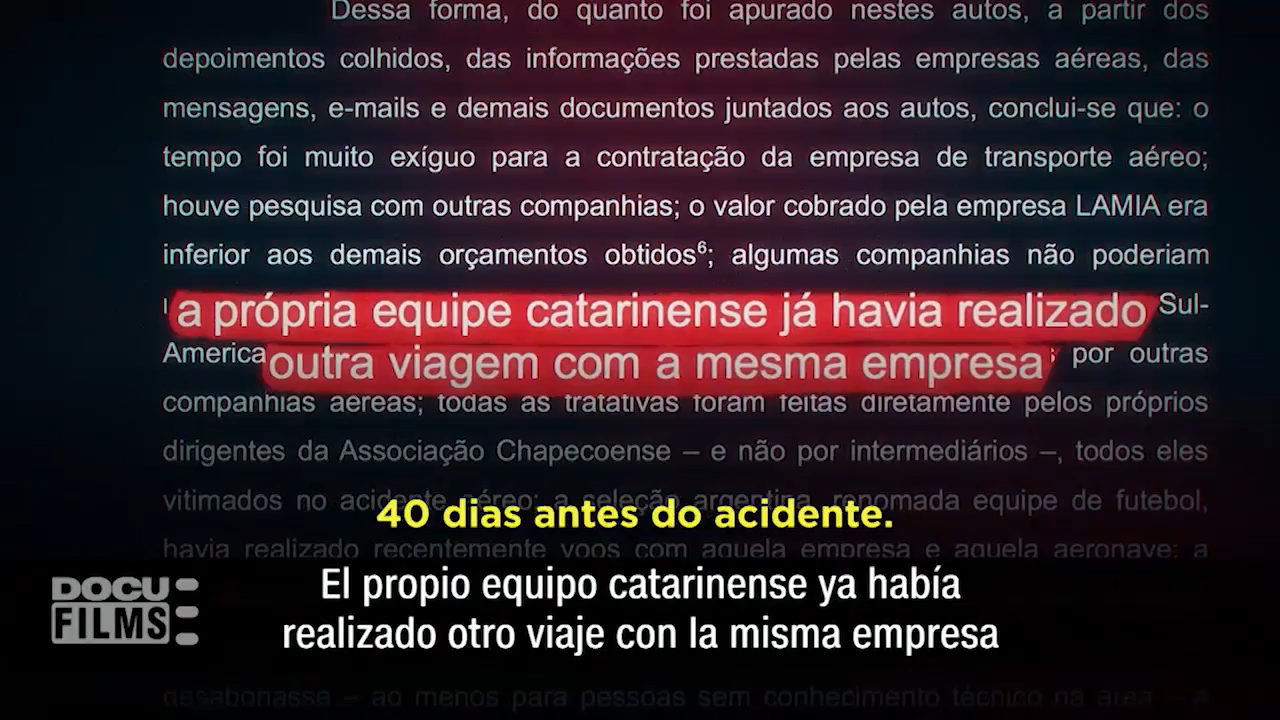 Dessa forma, do quanto foi apurado nestes autos, a partir dos
depoimentos colhidos, das informações prestadas pelas empresas aéreas, das
mensagens, e-mails e demais documentos juntados aos autos, conclui-se que: o
tempo foi muito exíguo para a contratação da empresa de transporte aéreo;
houve pesquisa com outras companhias; o valor cobrado pela empresa LAMIA era
inferior aos demais orçamentos obtidos⁶; algumas companhias não poderiam
a própria equipe catarinense já havia realizado Sul-
America outra viagem com a mesma empresa por outras
companhias aéreas; todas as tratativas foram feitas diretamente pelos próprios
dirigentes da Associação Chapecoense – e não por intermediários –, todos eles
vitimados no acidente aéreo; a seleção argentina, renomada equipe de futebol,
40 dias antes do acidente.
havia realizado recentemente voos com aquela empresa e aquela aeronave; a
DOCU
FILMS
El propio equipo catarinense ya había
realizado otro viaje con la misma empresa
desabonasse – ao menos para pessoas sem conhecimento técnico na área – a